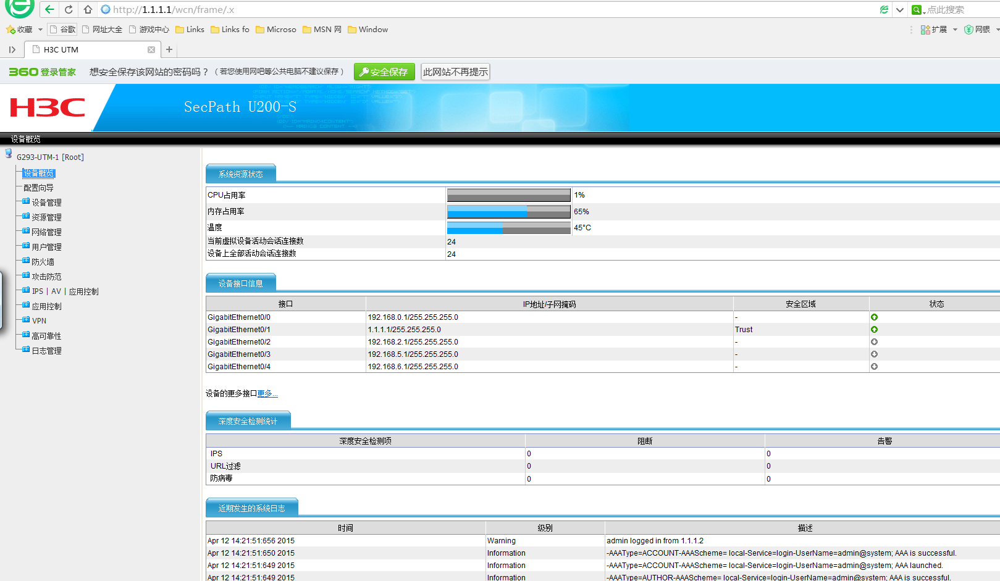 http://1.1.1.1/wcn/frame/.x
点此搜索
收藏 谷歌 网址大全 游戏中心 Links Links fo Microso MSN 网 Window 扩展 网银
H3C UTM
360登录管家 想安全保存该网站的密码吗？（若您使用网吧等公共电脑不建议保存） 安全保存 此网站不再提示
H3C SecPath U200-S
设备概览
G293-UTM-1 [Root]
设备概览
配置向导
设备管理
资源管理
网络管理
用户管理
防火墙
攻击防范
IPS | AV | 应用控制
应用控制
VPN
高可靠性
日志管理
系统资源状态
CPU占用率 1%
内存占用率 65%
温度 45°C
当前虚拟设备活动会话连接数 24
设备上全部活动会话连接数 24
设备接口信息
接口 IP地址/子网掩码 安全区域 状态
GigabitEthernet0/0 192.168.0.1/255.255.255.0 -
GigabitEthernet0/1 1.1.1.1/255.255.255.0 Trust
GigabitEthernet0/2 192.168.2.1/255.255.255.0 -
GigabitEthernet0/3 192.168.5.1/255.255.255.0 -
GigabitEthernet0/4 192.168.6.1/255.255.255.0 -
设备的更多接口更多...
深度安全检测统计
深度安全检测项 阻断 告警
IPS 0 0
URL过滤 0 0
防病毒 0 0
近期发生的系统日志
时间 级别 描述
Apr 12 14:21:51:656 2015 Warning admin logged in from 1.1.1.2
Apr 12 14:21:51:650 2015 Information -AAAType=ACCOUNT-AAAScheme= local-Service=login-UserName=admin@system; AAA is successful.
Apr 12 14:21:51:649 2015 Information -AAAType=ACCOUNT-AAAScheme= local-Service=login-UserName=admin@system; AAA launched.
Apr 12 14:21:51:649 2015 Information -AAAType=AUTHOR-AAAScheme= local-Service=login-UserName=admin@system; AAA is successful.